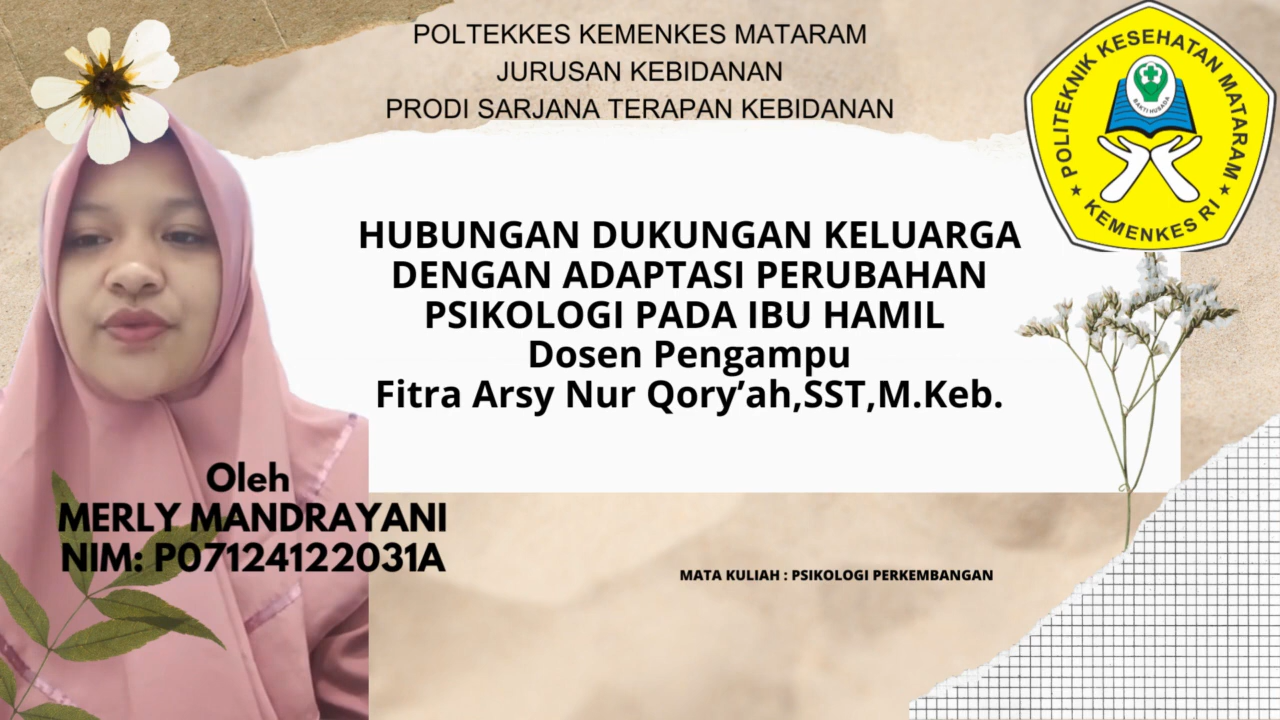 POLTEKKES KEMENKES MATARAM
JURUSAN KEBIDANAN
PRODI SARJANA TERAPAN KEBIDANAN
POLITEKNIK KESEHATAN MATARAM
BAKTI HUSADA
★ KEMENKES RI ★
HUBUNGAN DUKUNGAN KELUARGA
DENGAN ADAPTASI PERUBAHAN
PSIKOLOGI PADA IBU HAMIL
Dosen Pengampu
Fitra Arsy Nur Qory’ah,SST,M.Keb.
Oleh
MERLY MANDRAYANI
NIM: P07124122031A
MATA KULIAH : PSIKOLOGI PERKEMBANGAN